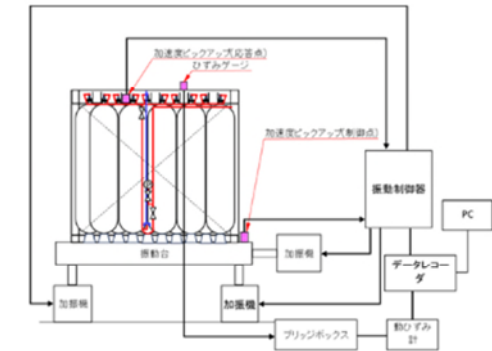 加速度ピックアップ(応答点)
ひずみゲージ
加速度ピックアップ(制御点)
振動制御器
PC
振動台
加振機
データレコー
ダ
加振機
加振機
ブリッジボックス
動ひずみ
計